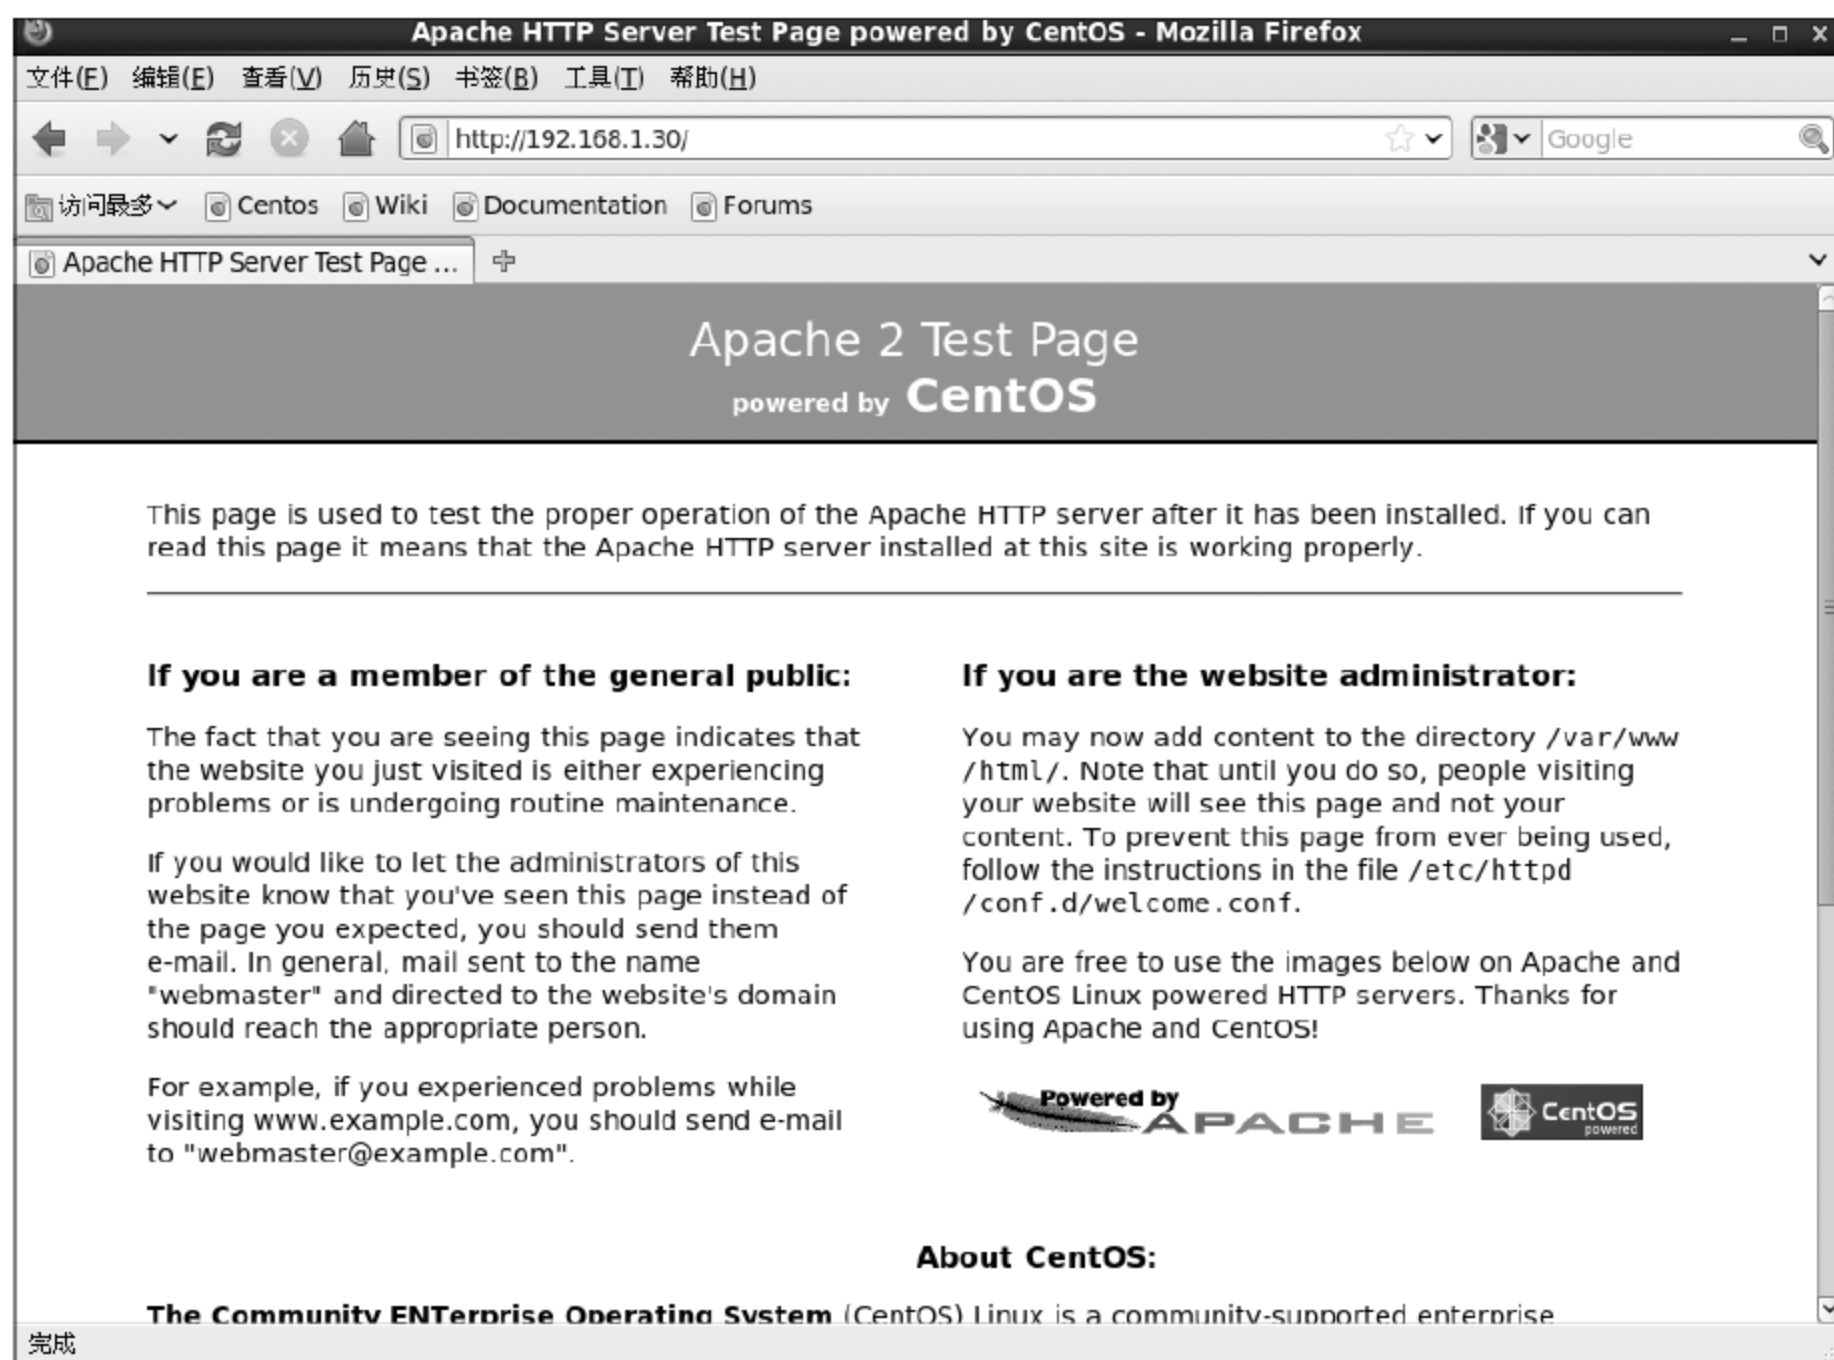 Apache HTTP Server Test Page powered by CentOS - Mozilla Firefox
文件(F) 编辑(E) 查看(V) 历史(S) 书签(B) 工具(T) 帮助(H)
http://192.168.1.30/
Google
访问最多 Centos Wiki Documentation Forums
Apache HTTP Server Test Page ...
Apache 2 Test Page
powered by CentOS
This page is used to test the proper operation of the Apache HTTP server after it has been installed. If you can
read this page it means that the Apache HTTP server installed at this site is working properly.
If you are a member of the general public:
The fact that you are seeing this page indicates that
the website you just visited is either experiencing
problems or is undergoing routine maintenance.
If you would like to let the administrators of this
website know that you've seen this page instead of
the page you expected, you should send them
e-mail. In general, mail sent to the name
"webmaster" and directed to the website's domain
should reach the appropriate person.
For example, if you experienced problems while
visiting www.example.com, you should send e-mail
to "webmaster@example.com".
If you are the website administrator:
You may now add content to the directory /var/www
/html/. Note that until you do so, people visiting
your website will see this page and not your
content. To prevent this page from ever being used,
follow the instructions in the file /etc/httpd
/conf.d/welcome.conf.
You are free to use the images below on Apache and
CentOS Linux powered HTTP servers. Thanks for
using Apache and CentOS!
Powered by
APACHE
CentOS
powered
About CentOS:
The Community ENTerprise Operating System (CentOS) Linux is a community-supported enterprise
完成